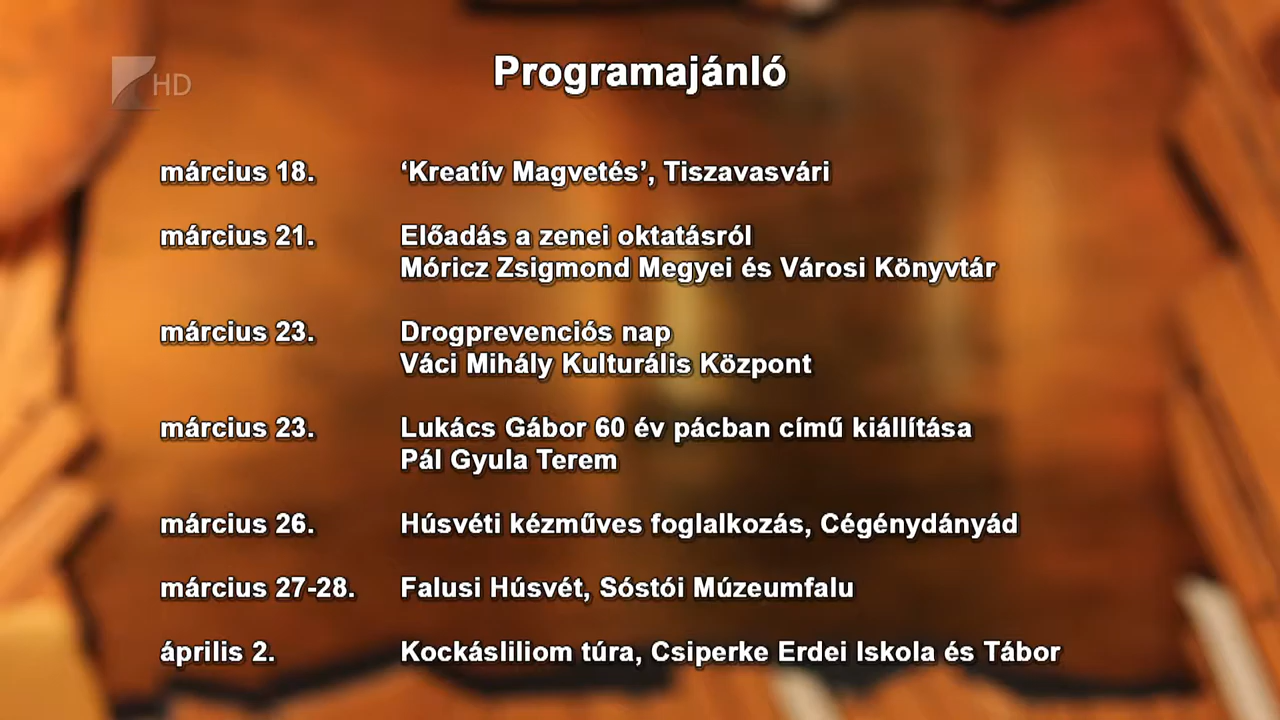 HD
Programajánló
március 18. ‘Kreatív Magvetés’, Tiszavasvári
március 21. Előadás a zenei oktatásról
Móricz Zsigmond Megyei és Városi Könyvtár
március 23. Drogprevenciós nap
Váci Mihály Kulturális Központ
március 23. Lukács Gábor 60 év pácban című kiállítása
Pál Gyula Terem
március 26. Húsvéti kézműves foglalkozás, Cégénydányád
március 27-28. Falusi Húsvét, Sóstói Múzeumfalu
április 2. Kockásliliom túra, Csiperke Erdei Iskola és Tábor